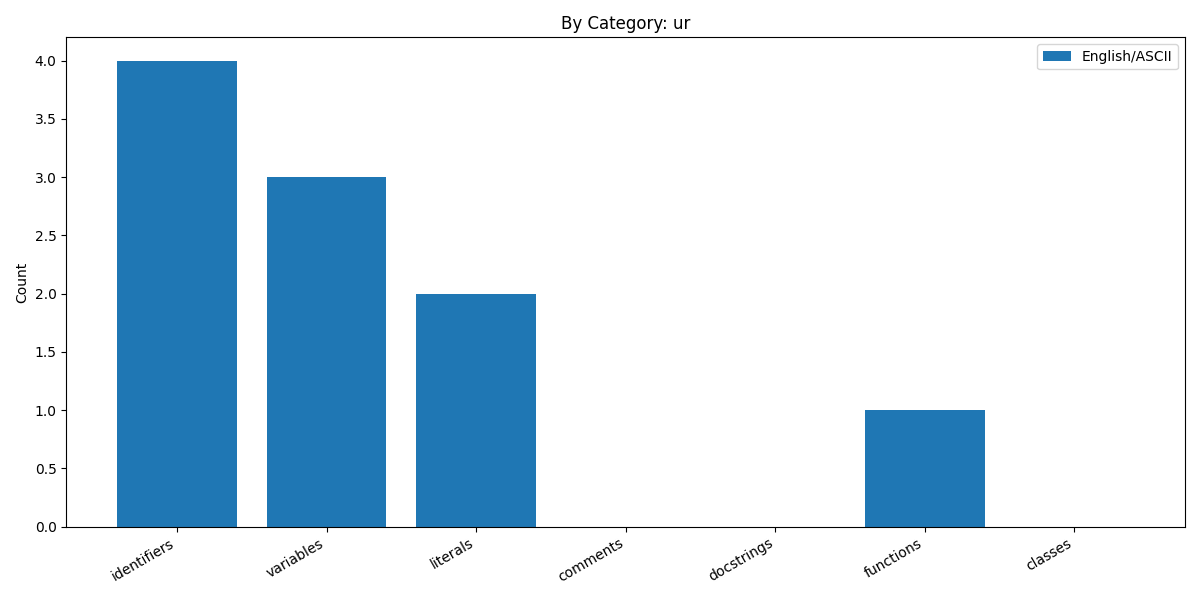 By Category: ur
English/ASCII
Count
4.0
3.5
3.0
2.5
2.0
1.5
1.0
0.5
0.0
identifiers
variables
literals
comments
docstrings
functions
classes